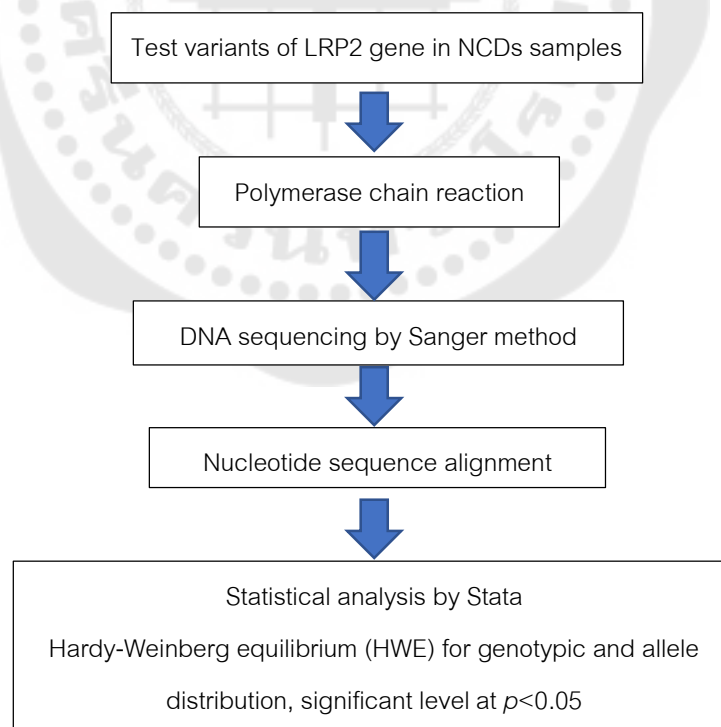 Test variants of LRP2 gene in NCDs samples
Polymerase chain reaction
DNA sequencing by Sanger method
Nucleotide sequence alignment
Statistical analysis by Stata
Hardy-Weinberg equilibrium (HWE) for genotypic and allele
distribution, significant level at p<0.05